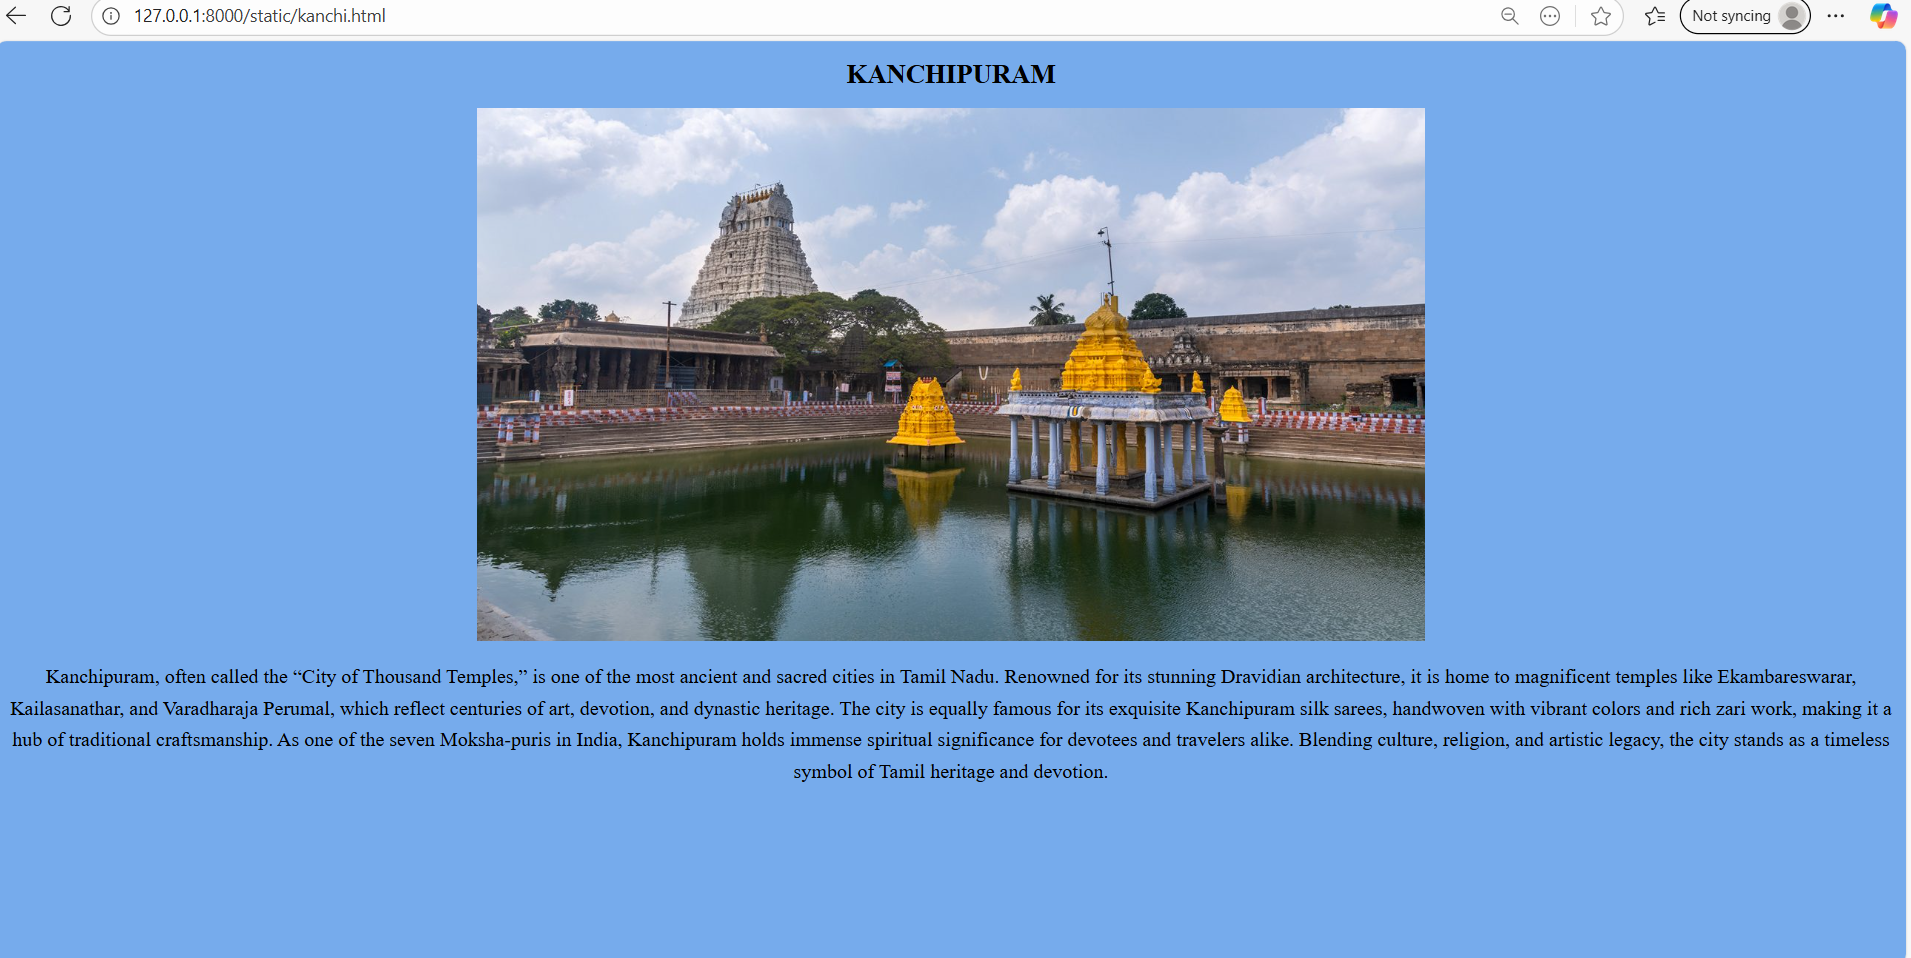 127.0.0.1:8000/static/kanchi.html
Not syncing
KANCHIPURAM
Kanchipuram, often called the “City of Thousand Temples,” is one of the most ancient and sacred cities in Tamil Nadu. Renowned for its stunning Dravidian architecture, it is home to magnificent temples like Ekambareswarar,
Kailasanathar, and Varadharaja Perumal, which reflect centuries of art, devotion, and dynastic heritage. The city is equally famous for its exquisite Kanchipuram silk sarees, handwoven with vibrant colors and rich zari work, making it a
hub of traditional craftsmanship. As one of the seven Moksha-puris in India, Kanchipuram holds immense spiritual significance for devotees and travelers alike. Blending culture, religion, and artistic legacy, the city stands as a timeless
symbol of Tamil heritage and devotion.